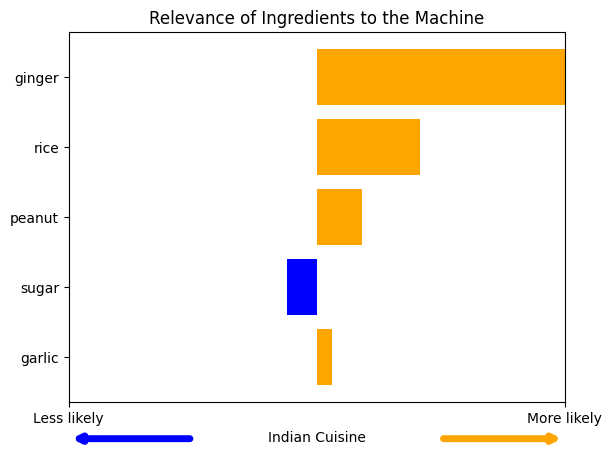 Relevance of Ingredients to the Machine
ginger
rice
peanut
sugar
garlic
Less likely
More likely
Indian Cuisine